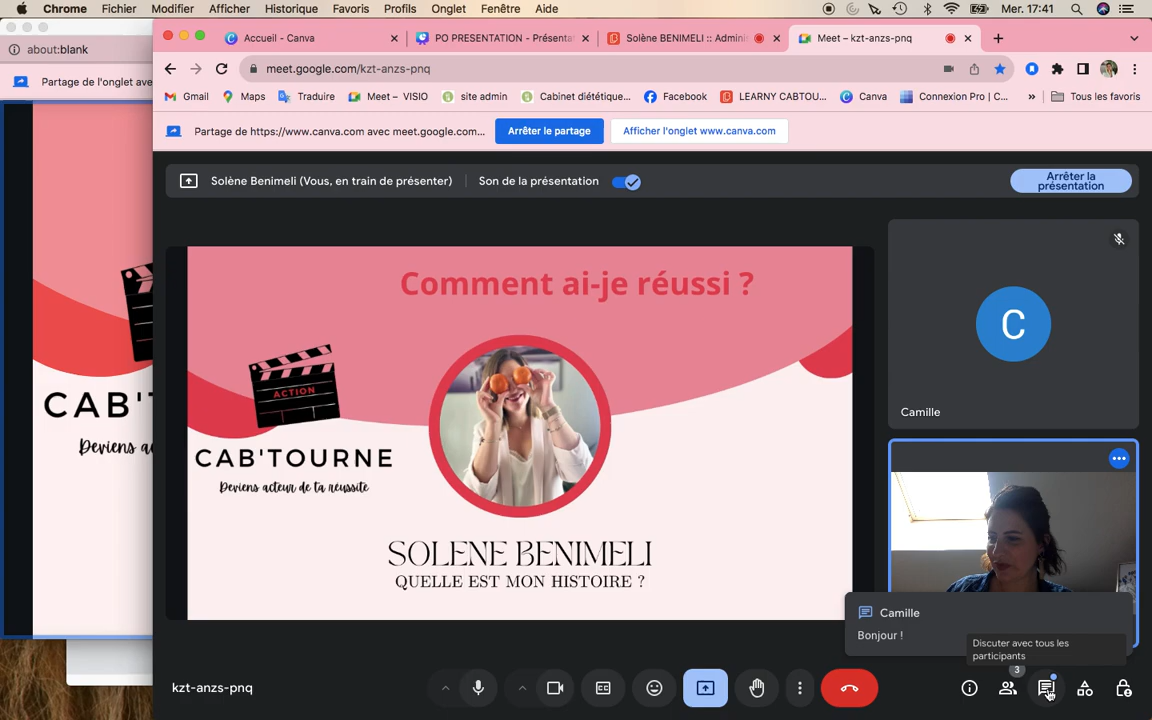 Chrome Fichier Modifier Afficher Historique Favoris Profils Onglet Fenêtre Aide Mer. 17:41
about:blank
Accueil - Canva
PO PRESENTATION - Présenta
Solène BENIMELI :: Admini
Meet – kzt-anzs-pnq
meet.google.com/kzt-anzs-pnq
Gmail Maps Traduire Meet – VISIO site admin Cabinet diététique... Facebook LEARNY CABTOU... Canva Connexion Pro | C... » Tous les favoris
Partage de l'onglet ave
Partage de https://www.canva.com avec meet.google.com... Arrêter le partage Afficher l'onglet www.canva.com
Solène Benimeli (Vous, en train de présenter) Son de la présentation
Arrêter la
présentation
Comment ai-je réussi ?
ACTION
CAB'TOURNE
Deviens acteur de ta réussite
SOLENE BENIMELI
QUELLE EST MON HISTOIRE ?
CAB'T
Deviens a
C
Camille
Camille
Bonjour !
Discuter avec tous les
participants
3
kzt-anzs-pnq